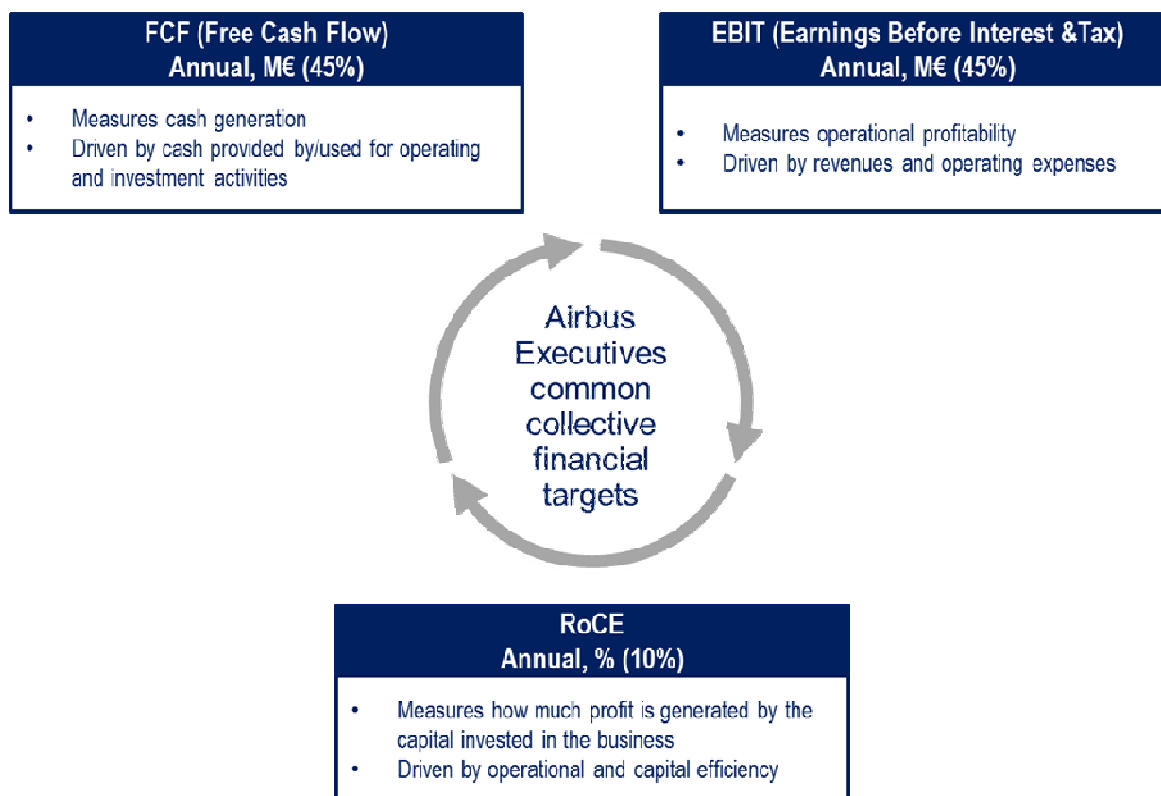 FCF (Free Cash Flow)
Annual, M€ (45%)
• Measures cash generation
• Driven by cash provided by/used for operating
and investment activities
EBIT (Earnings Before Interest &Tax)
Annual, M€ (45%)
• Measures operational profitability
• Driven by revenues and operating expenses
Airbus
Executives
common
collective
financial
targets
RoCE
Annual, % (10%)
• Measures how much profit is generated by the
capital invested in the business
• Driven by operational and capital efficiency